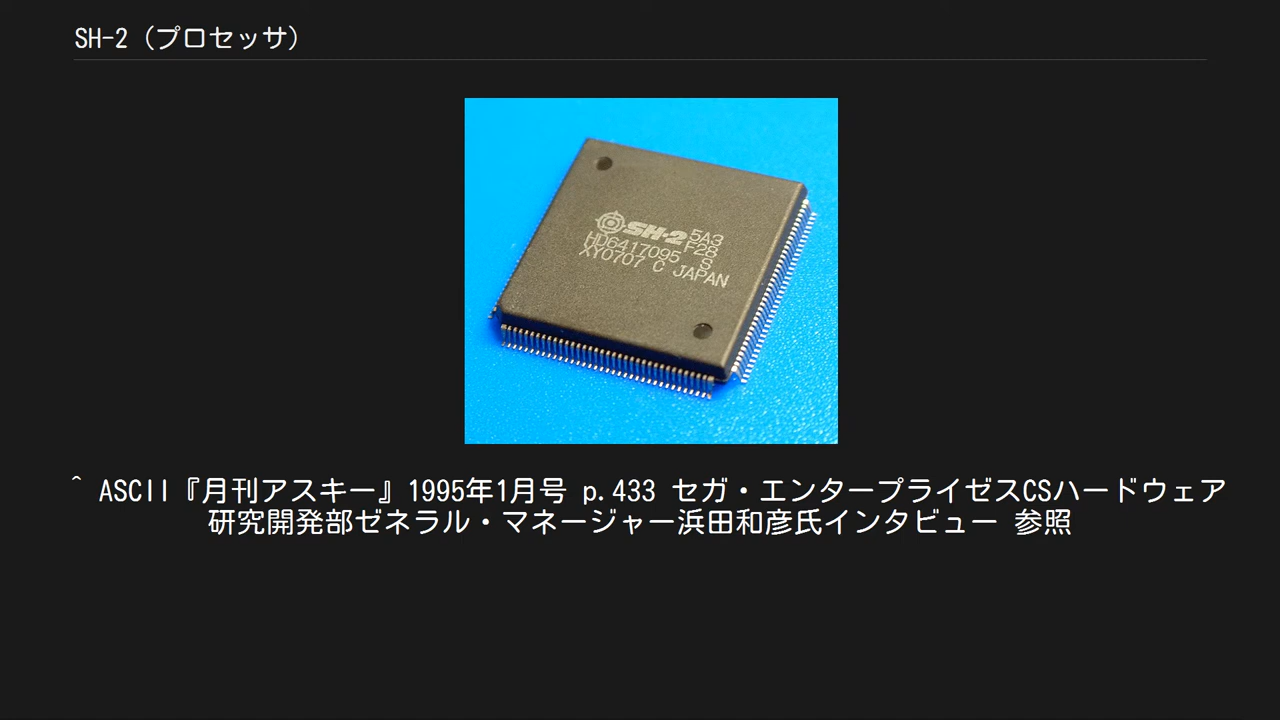 SH-2（プロセッサ）
SH-2 5A3
HD6417095 F28
XY0707 C JAPAN S
^ ASCII『月刊アスキー』1995年1月号 p.433 セガ・エンタープライゼスCSハードウェア
研究開発部ゼネラル・マネージャー浜田和彦氏インタビュー 参照